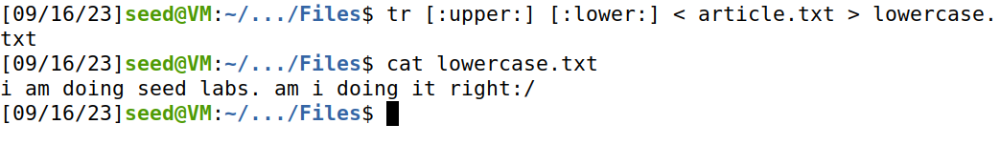 [09/16/23]seed@VM:~/.../Files$ tr [:upper:] [:lower:] < article.txt > lowercase.
txt
[09/16/23]seed@VM:~/.../Files$ cat lowercase.txt
i am doing seed labs. am i doing it right:/
[09/16/23]seed@VM:~/.../Files$